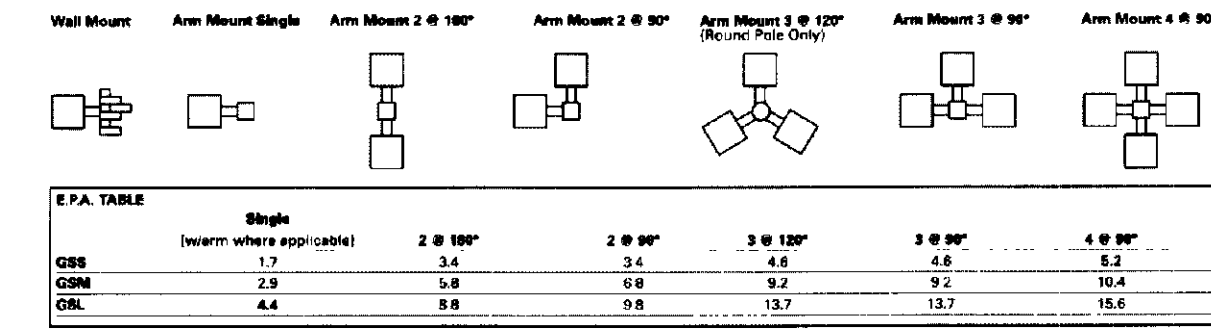 Wall Mount Arm Mount Single Arm Mount 2 @ 180° Arm Mount 2 @ 90° Arm Mount 3 @ 120° Arm Mount 3 @ 90° Arm Mount 4 @ 90
(Round Pole Only)
E.P.A. TABLE
Single
(w/arm where applicable) 2 @ 180° 2 @ 90° 3 @ 120° 3 @ 90° 4 @ 90°
GSS 1.7 3.4 3.4 4.6 4.6 5.2
GSM 2.9 5.8 6.8 9.2 9.2 10.4
GSL 4.4 8.8 9.8 13.7 13.7 15.6